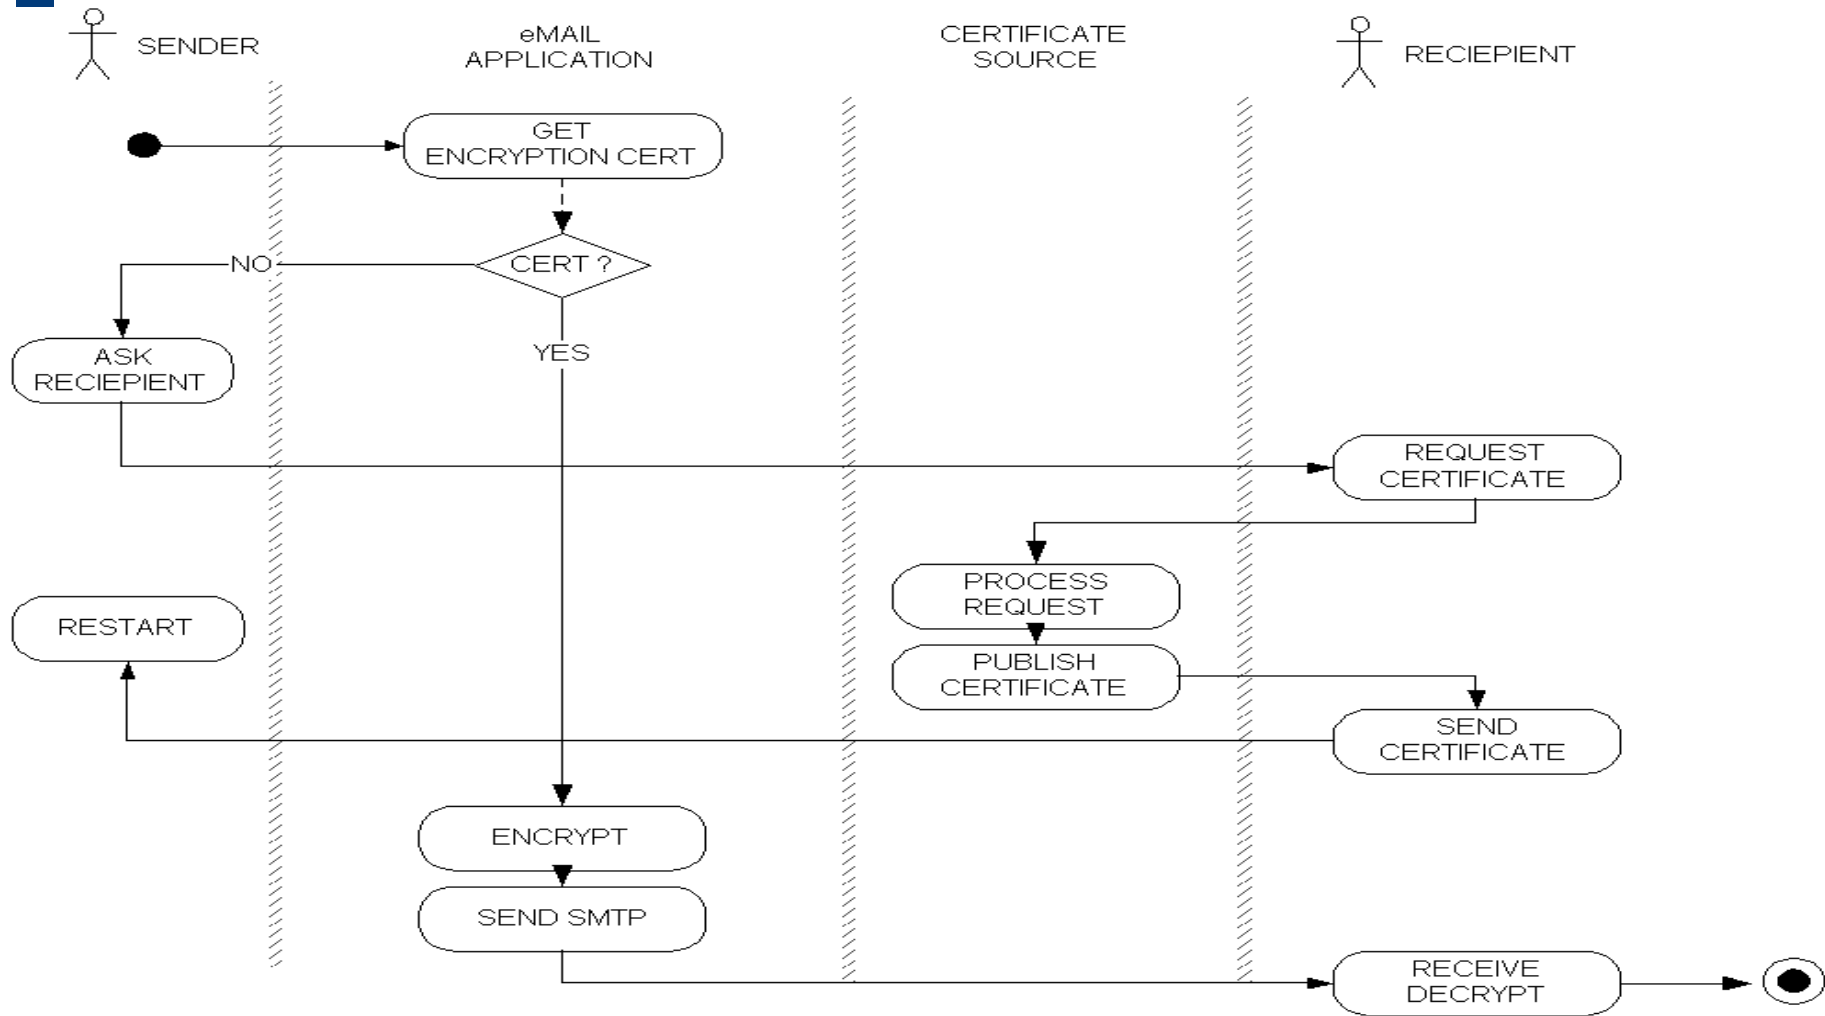 SENDER
eMAIL
APPLICATION
CERTIFICATE
SOURCE
RECIEPIENT
GET
ENCRYPTION CERT
NO
CERT ?
YES
ASK
RECIEPIENT
REQUEST
CERTIFICATE
PROCESS
REQUEST
RESTART
PUBLISH
CERTIFICATE
SEND
CERTIFICATE
ENCRYPT
SEND SMTP
RECEIVE
DECRYPT